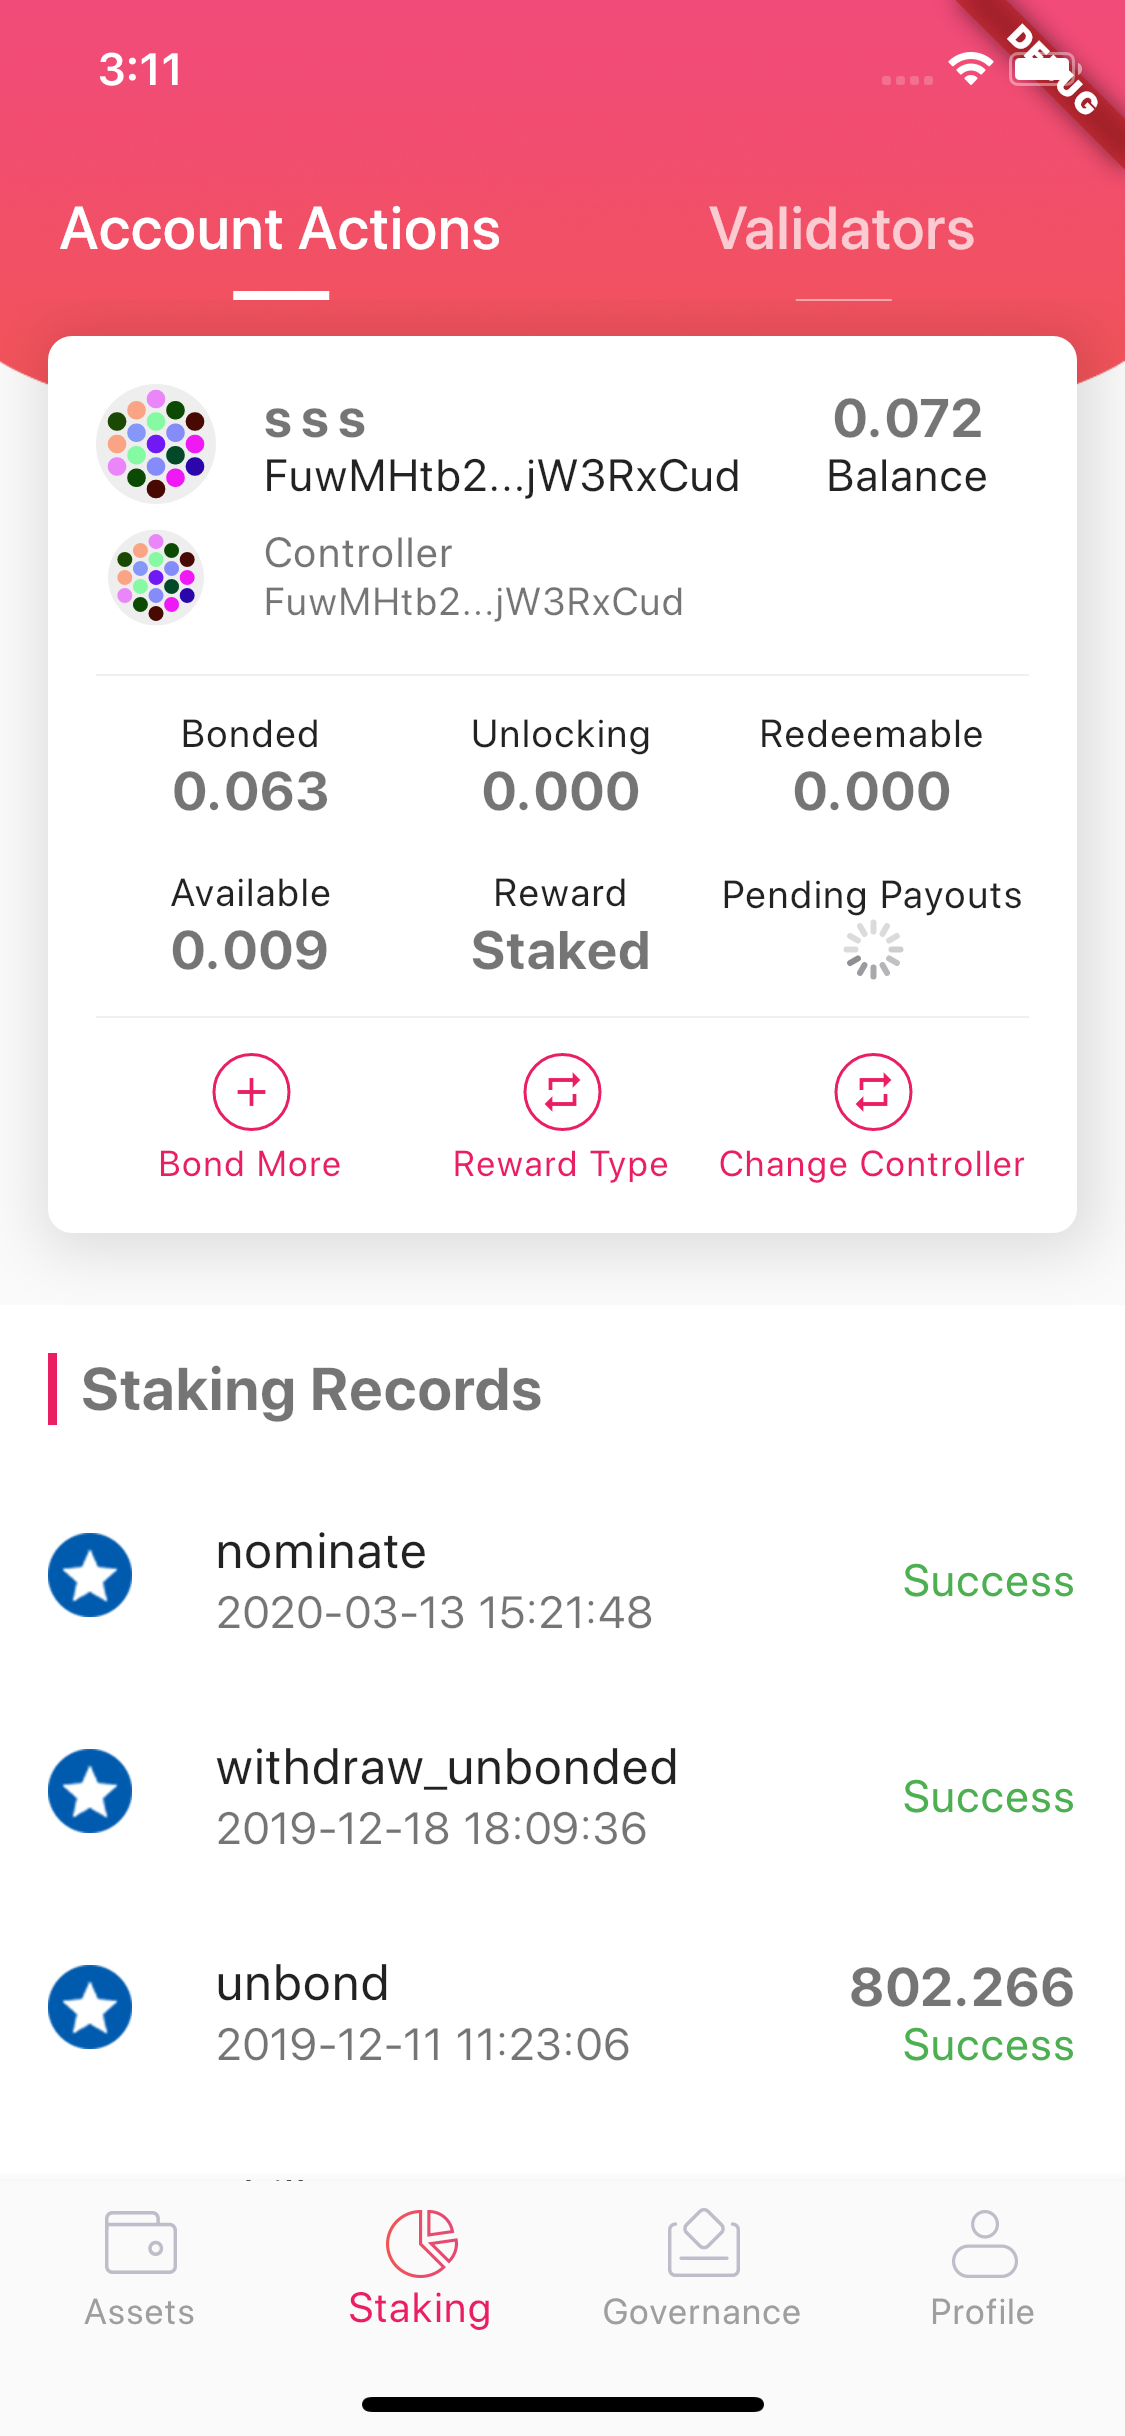 3:11
DEBUG
Account Actions
Validators
s s s
0.072
FuwMHtb2...jW3RxCud
Balance
Controller
FuwMHtb2...jW3RxCud
Bonded
Unlocking
Redeemable
0.063
0.000
0.000
Available
Reward
Pending Payouts
0.009
Staked
Bond More
Reward Type
Change Controller
Staking Records
nominate
2020-03-13 15:21:48
Success
withdraw_unbonded
2019-12-18 18:09:36
Success
unbond
802.266
2019-12-11 11:23:06
Success
Assets
Staking
Governance
Profile